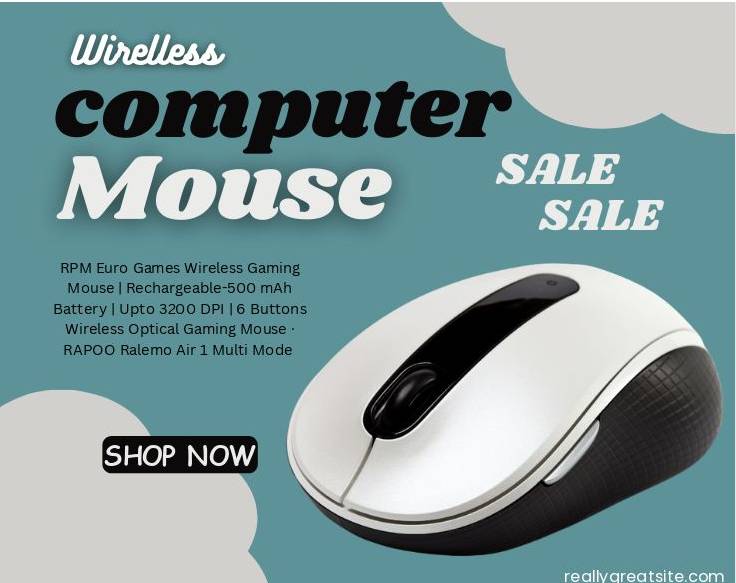 Wirelless
computer
Mouse
SALE
SALE
RPM Euro Games Wireless Gaming
Mouse | Rechargeable-500 mAh
Battery | Upto 3200 DPI | 6 Buttons
Wireless Optical Gaming Mouse ·
RAPOO Ralemo Air 1 Multi Mode
SHOP NOW
reallygreatsite.com